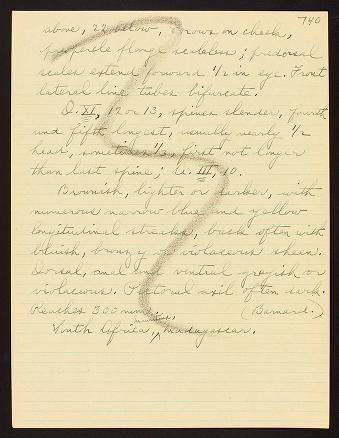 740
above, 22 below, 5 rows on cheek,
preopercle flange scaleless; predorsal
scales extend forward 1/2 in eye. Front
lateral line tubes bifurcate.
D. XI, 12 or 13, spines slender, fourth
and fifth longest, usually nearly 1/2
head, sometimes 1/3, first not longer
than last spine; A. III, 10.
Brownish, lighter or darker, with
numerous narrow blue and yellow
longitudinal streaks, back often with
bluish, bronzy or violaceous sheen.
Dorsal, anal and ventral greyish or
violaceous. Pectoral axil often dark.
Reaches 300 mm. (Barnard.)
South Africa, Mauritius, Madagascar.